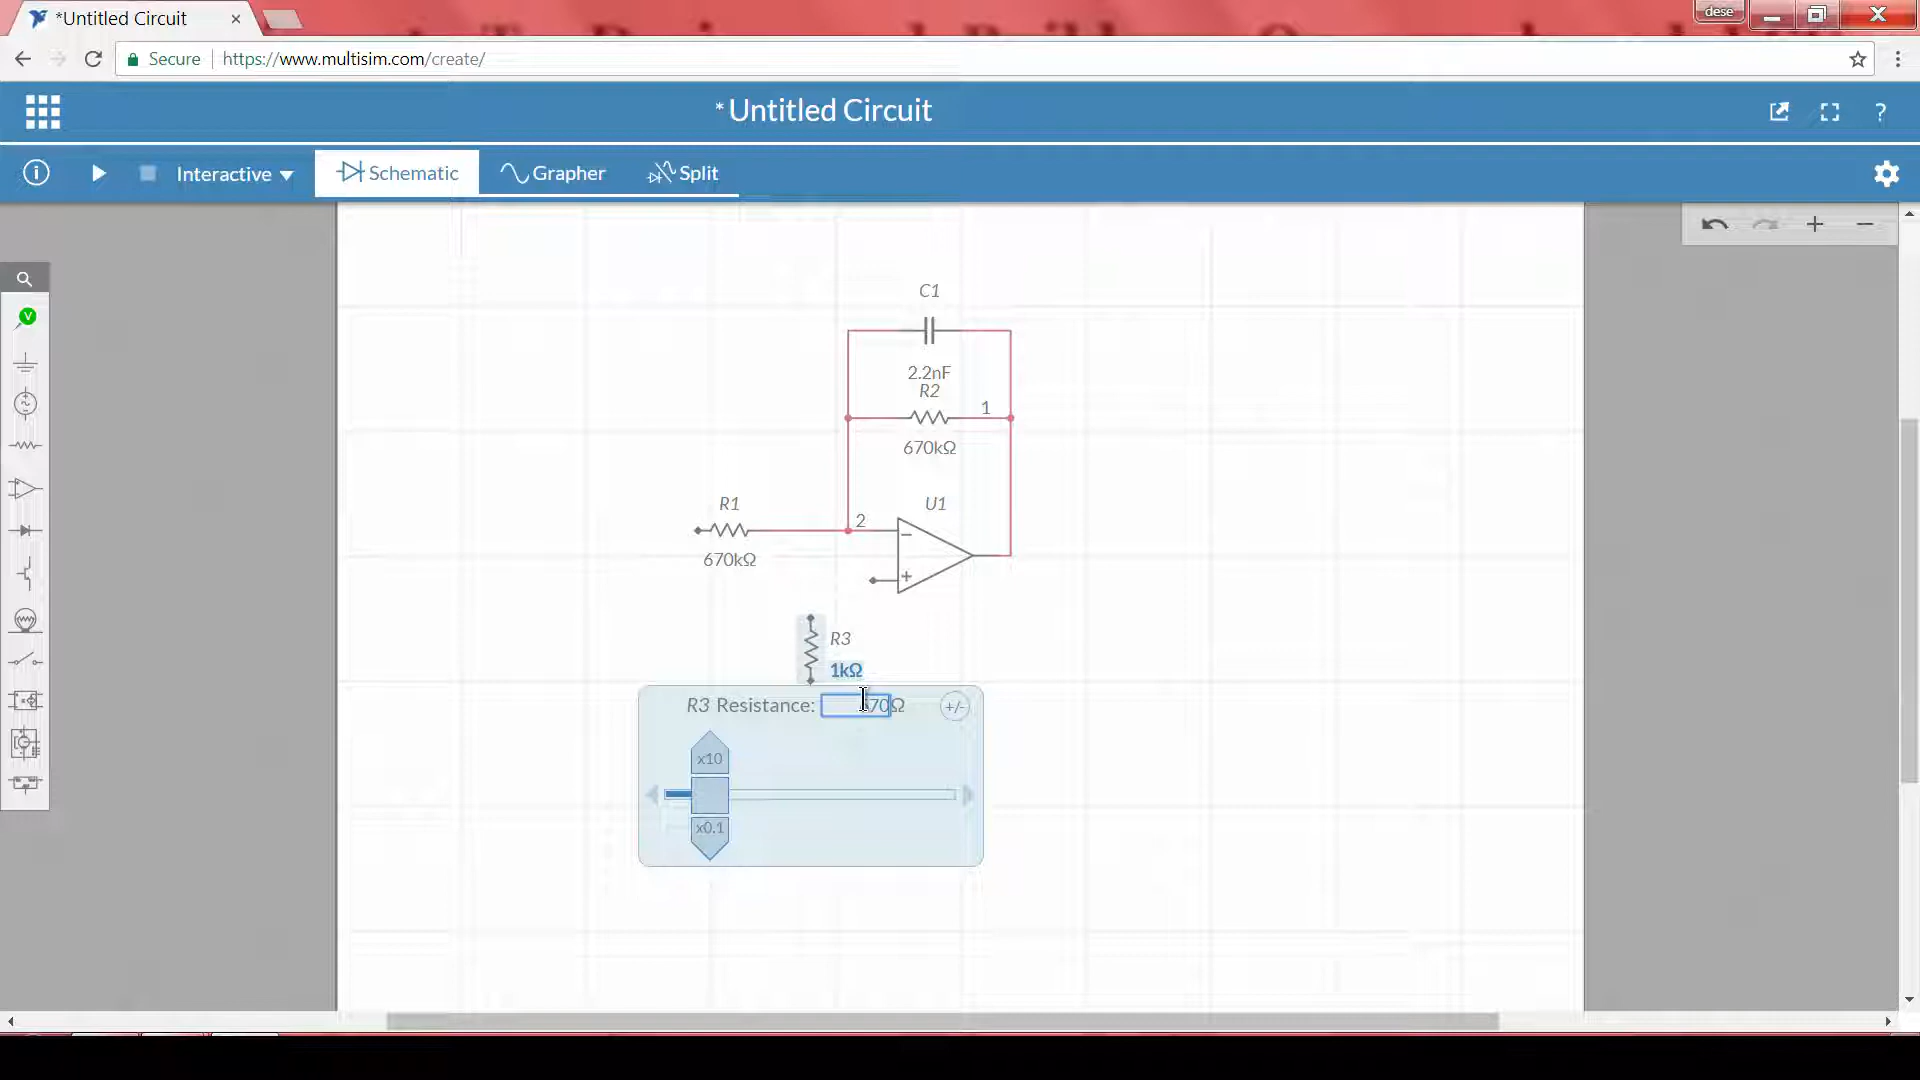 *Untitled Circuit
dese
Secure
https://www.multisim.com/create/
* Untitled Circuit
?
Interactive
Schematic
Grapher
Split
V
C1
2.2nF
R2
1
670kΩ
R1
2
U1
670kΩ
R3
1kΩ
R3 Resistance: 70Ω
+/-
x10
x0.1